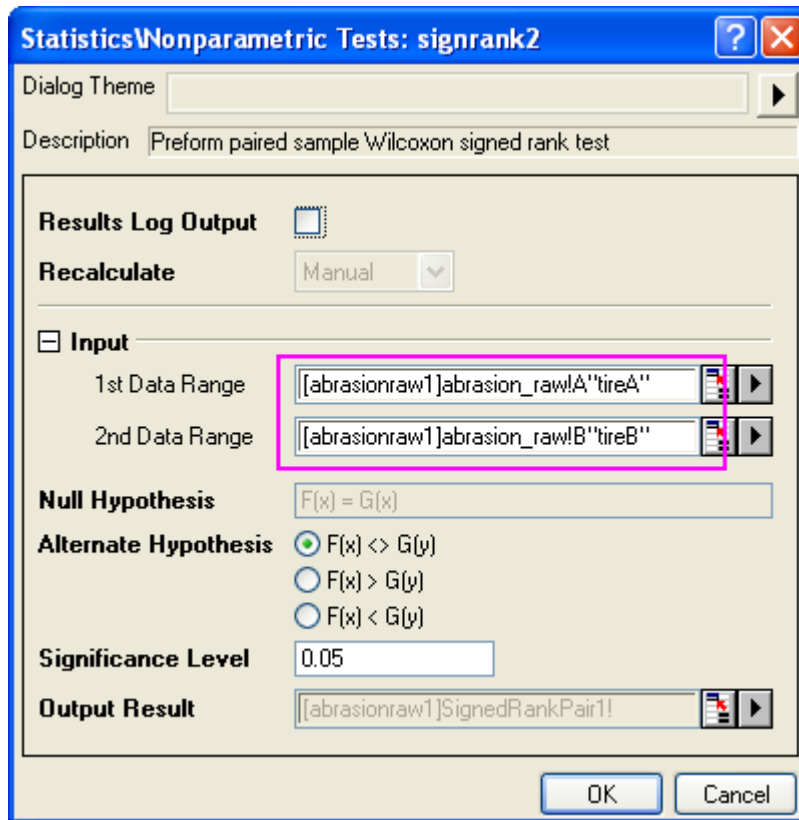 Statistics\Nonparametric Tests: signrank2
Dialog Theme
Description Preform paired sample Wilcoxon signed rank test
Results Log Output
Recalculate Manual
Input
1st Data Range [abrasionraw1]abrasion_raw!A"tireA"
2nd Data Range [abrasionraw1]abrasion_raw!B"tireB"
Null Hypothesis F(x) = G(x)
Alternate Hypothesis F(x) <> G(y)
F(x) > G(y)
F(x) < G(y)
Significance Level 0.05
Output Result [abrasionraw1]SignedRankPair1!
OK Cancel